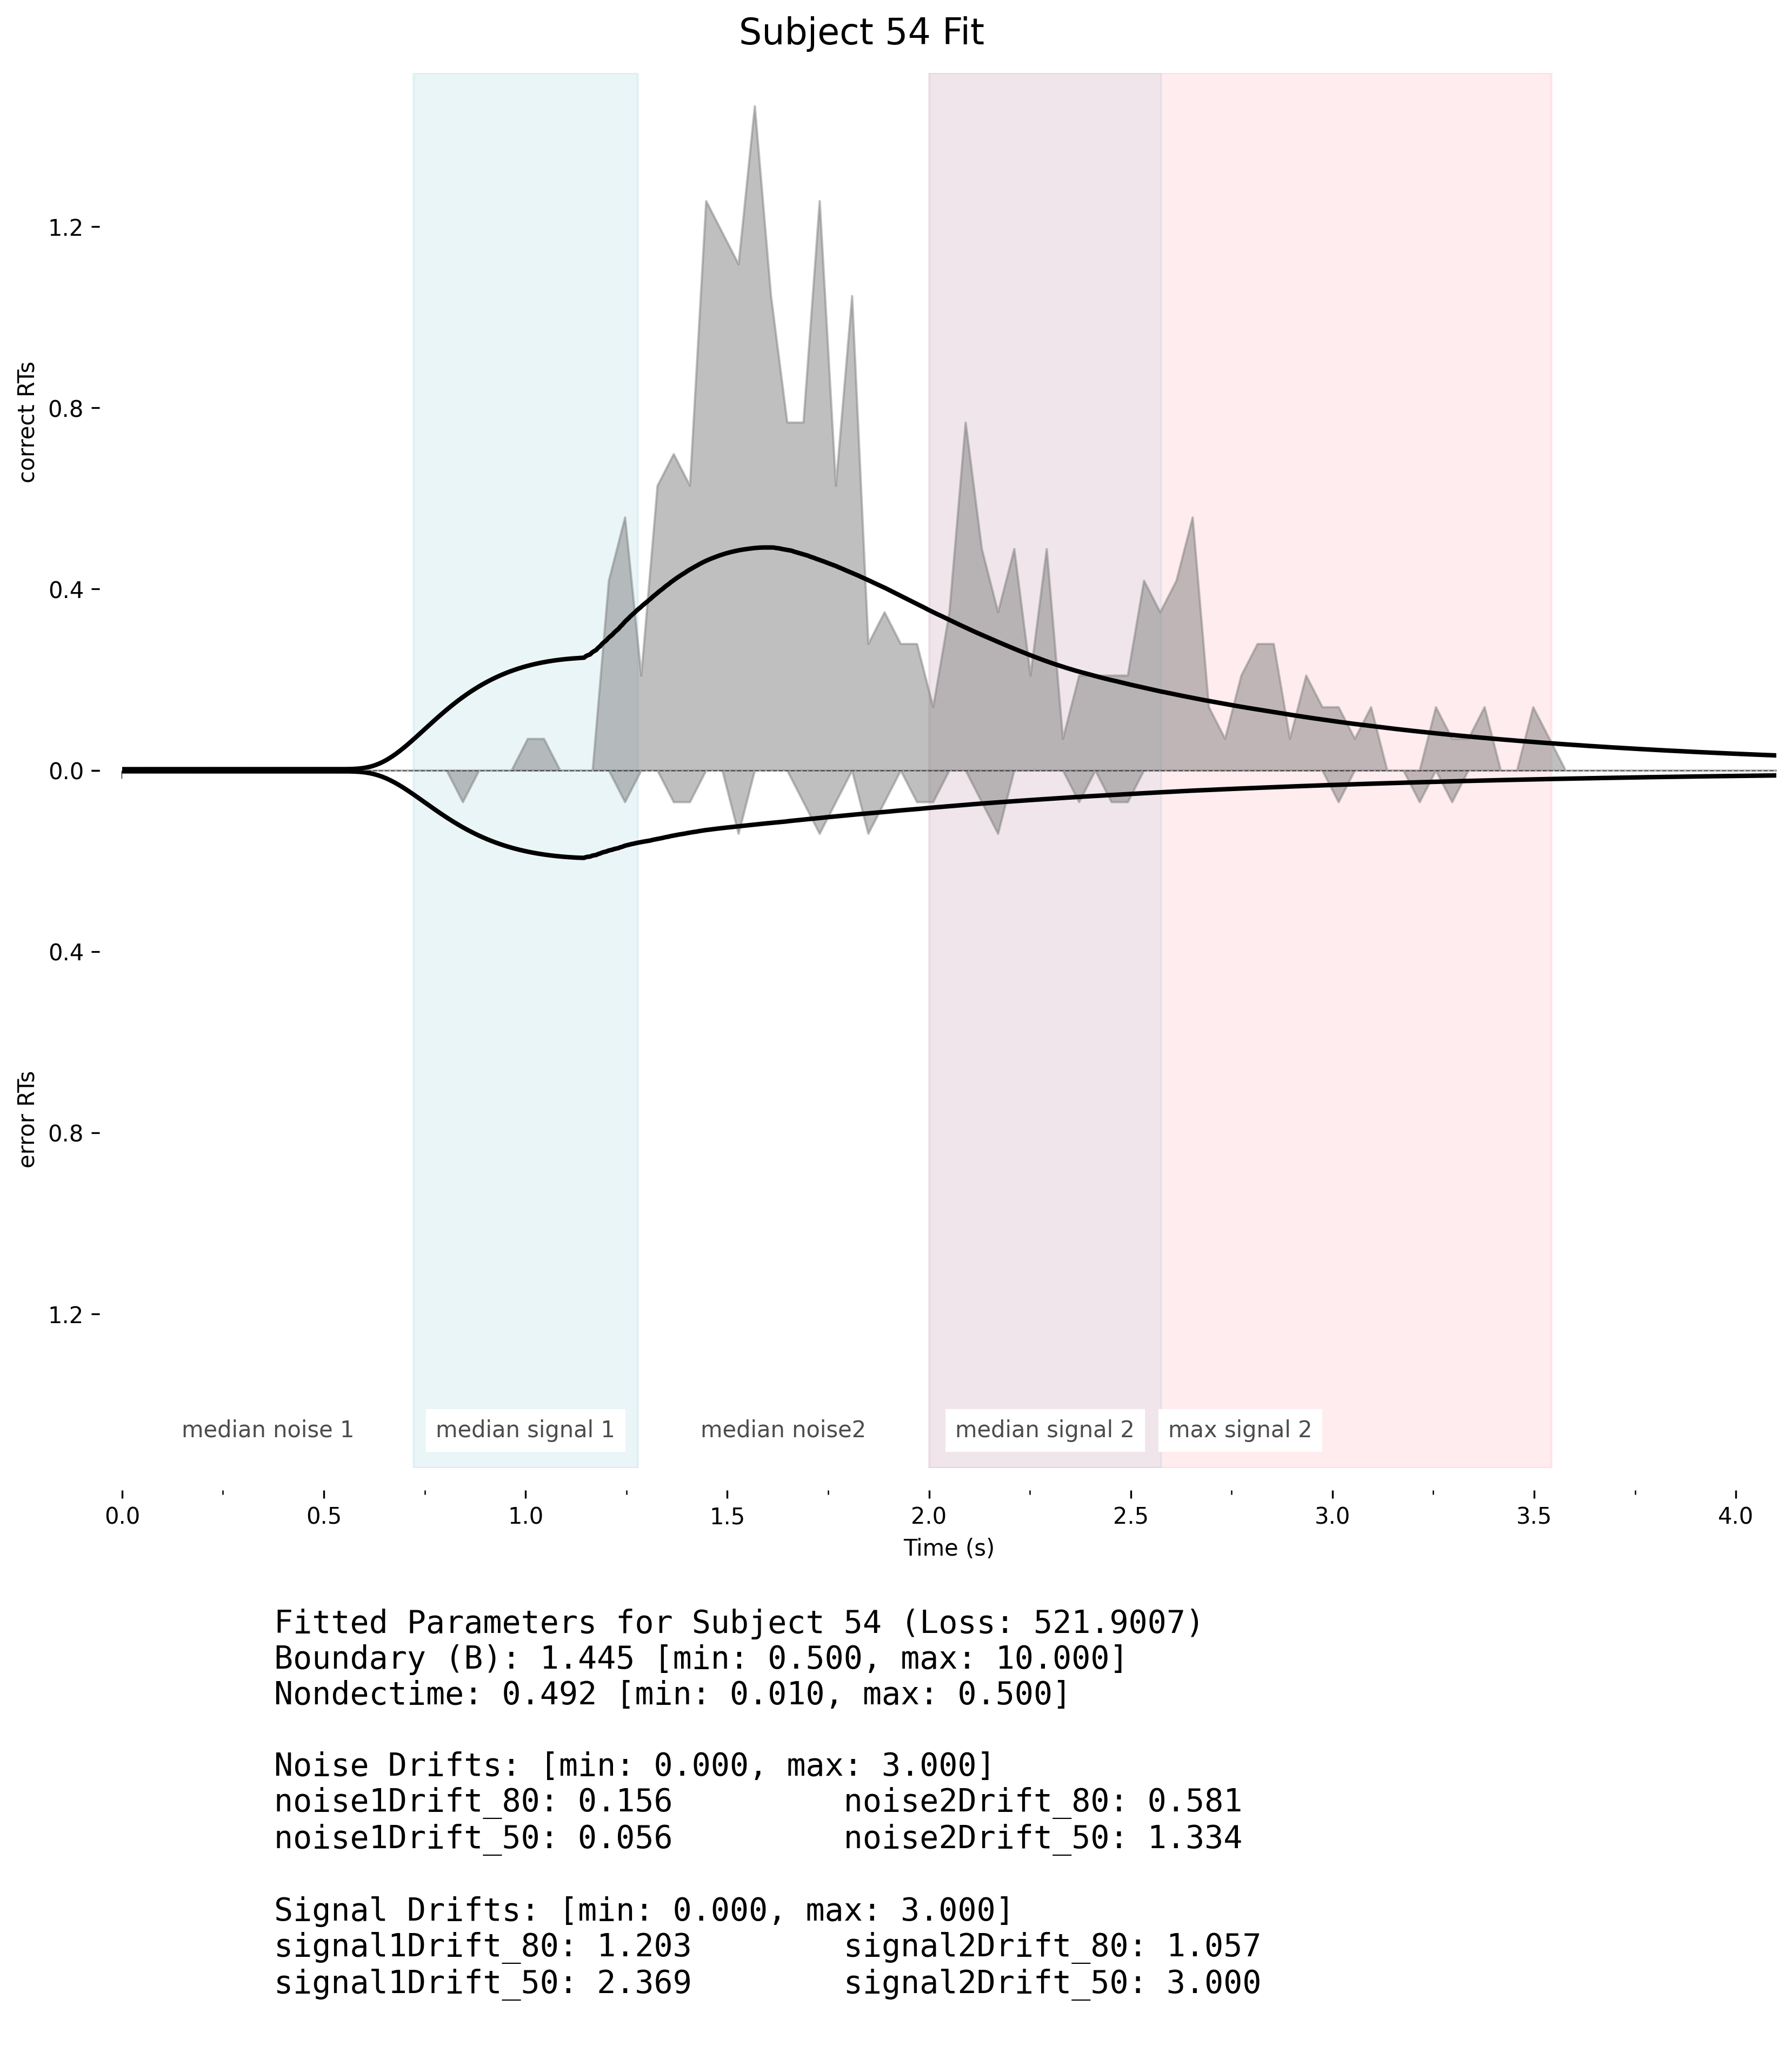 Subject 54 Fit
correct RTs
error RTs
1.2
0.8
0.4
0.0
0.4
0.8
1.2
median noise 1
median signal 1
median noise2
median signal 2
max signal 2
0.0 0.5 1.0 1.5 2.0 2.5 3.0 3.5 4.0
Time (s)
Fitted Parameters for Subject 54 (Loss: 521.9007)
Boundary (B): 1.445 [min: 0.500, max: 10.000]
Nondectime: 0.492 [min: 0.010, max: 0.500]
Noise Drifts: [min: 0.000, max: 3.000]
noise1Drift_80: 0.156 noise2Drift_80: 0.581
noise1Drift_50: 0.056 noise2Drift_50: 1.334
Signal Drifts: [min: 0.000, max: 3.000]
signal1Drift_80: 1.203 signal2Drift_80: 1.057
signal1Drift_50: 2.369 signal2Drift_50: 3.000